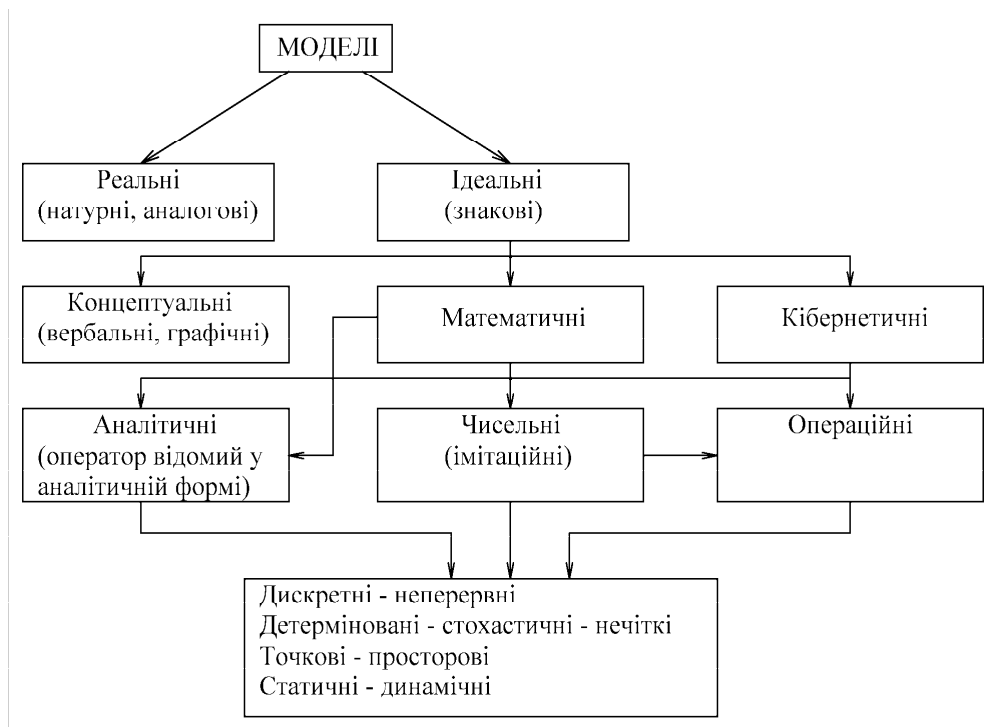 МОДЕЛІ
Реальні
(натурні, аналогові)
Ідеальні
(знакові)
Концептуальні
(вербальні, графічні)
Математичні
Кібернетичні
Аналітичні
(оператор відомий у
аналітичній формі)
Чисельні
(імітаційні)
Операційні
Дискретні - неперервні
Детерміновані - стохастичні - нечіткі
Точкові - просторові
Статичні - динамічні